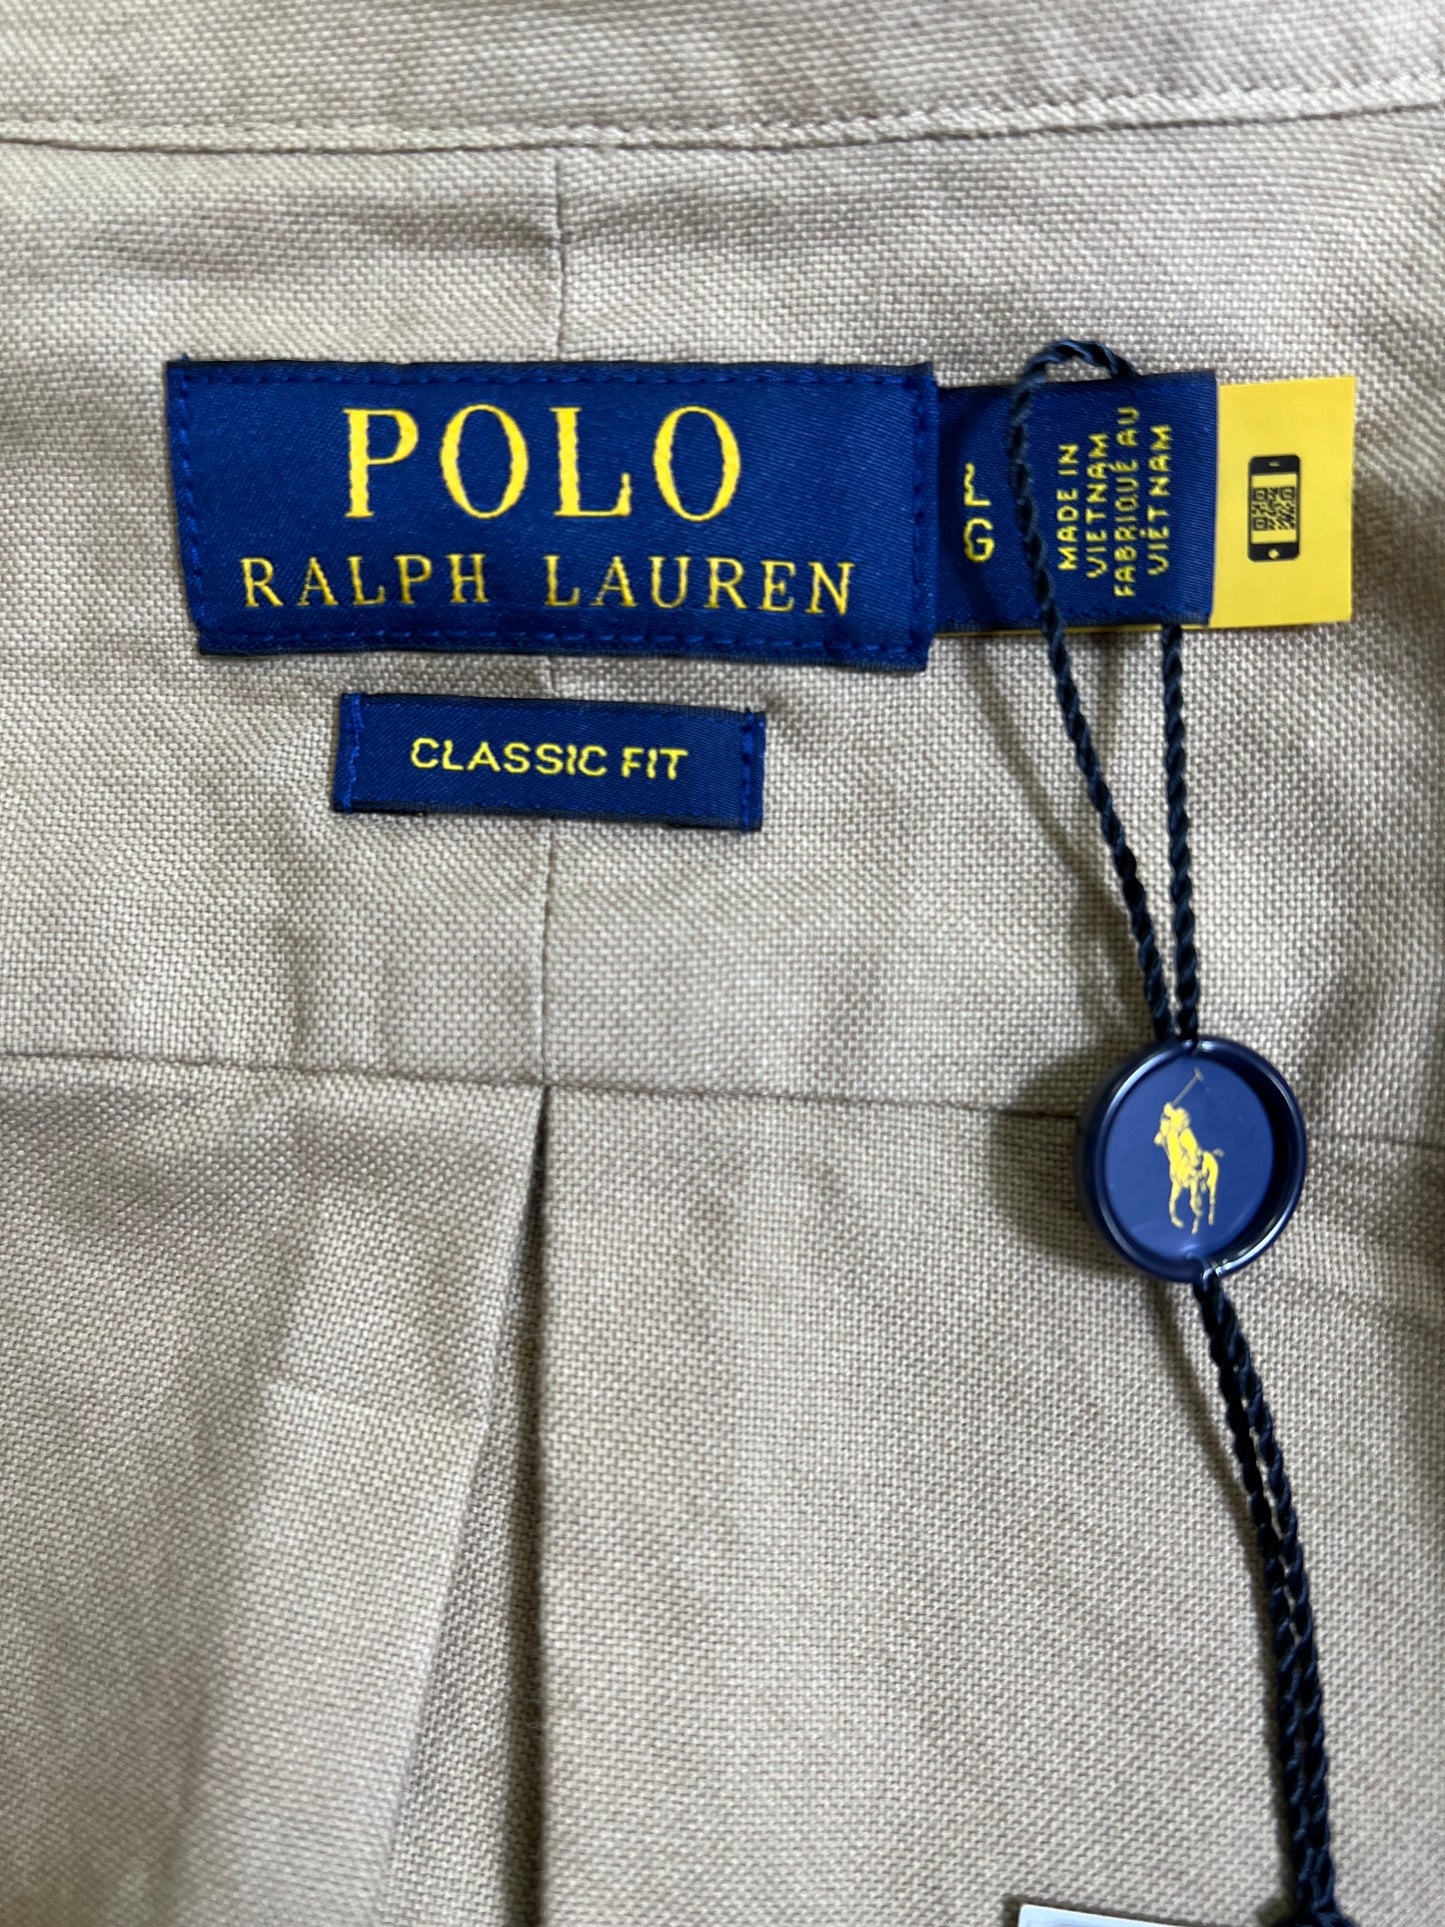 POLO
RALPH LAUREN
L
G
MADE IN
VIETNAM
FABRIQUÉ AU
VIÊT NAM
CLASSIC FIT